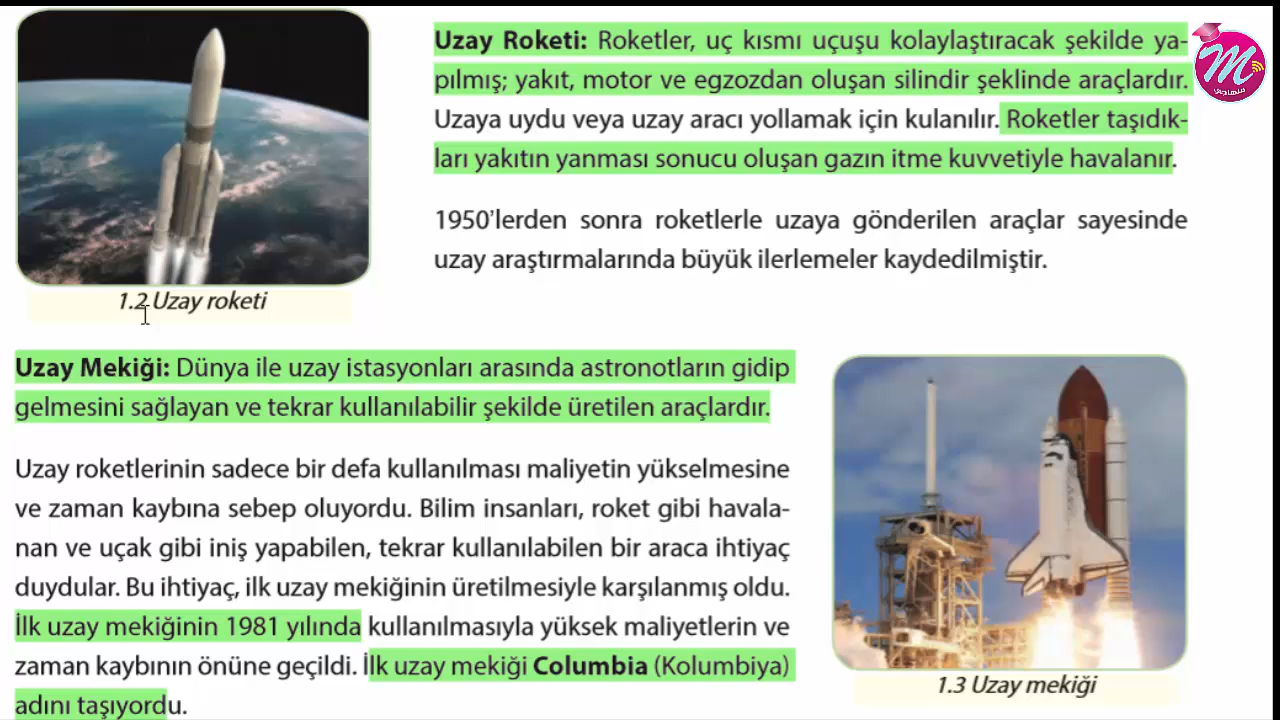 Uzay Roketi: Roketler, uç kısmı uçuşu kolaylaştıracak şekilde ya-
pılmış; yakıt, motor ve egzozdan oluşan silindir şeklinde araçlardır.
Uzaya uydu veya uzay aracı yollamak için kulanılır. Roketler taşıdık-
ları yakıtın yanması sonucu oluşan gazın itme kuvvetiyle havalanır.
1950’lerden sonra roketlerle uzaya gönderilen araçlar sayesinde
uzay araştırmalarında büyük ilerlemeler kaydedilmiştir.
1.2 Uzay roketi
Uzay Mekiği: Dünya ile uzay istasyonları arasında astronotların gidip
gelmesini sağlayan ve tekrar kullanılabilir şekilde üretilen araçlardır.
Uzay roketlerinin sadece bir defa kullanılması maliyetin yükselmesine
ve zaman kaybına sebep oluyordu. Bilim insanları, roket gibi havala-
nan ve uçak gibi iniş yapabilen, tekrar kullanılabilen bir araca ihtiyaç
duydular. Bu ihtiyaç, ilk uzay mekiğinin üretilmesiyle karşılanmış oldu.
İlk uzay mekiğinin 1981 yılında kullanılmasıyla yüksek maliyetlerin ve
zaman kaybının önüne geçildi. İlk uzay mekiği Columbia (Kolumbiya)
adını taşıyordu.
1.3 Uzay mekiği
M
منهاجي